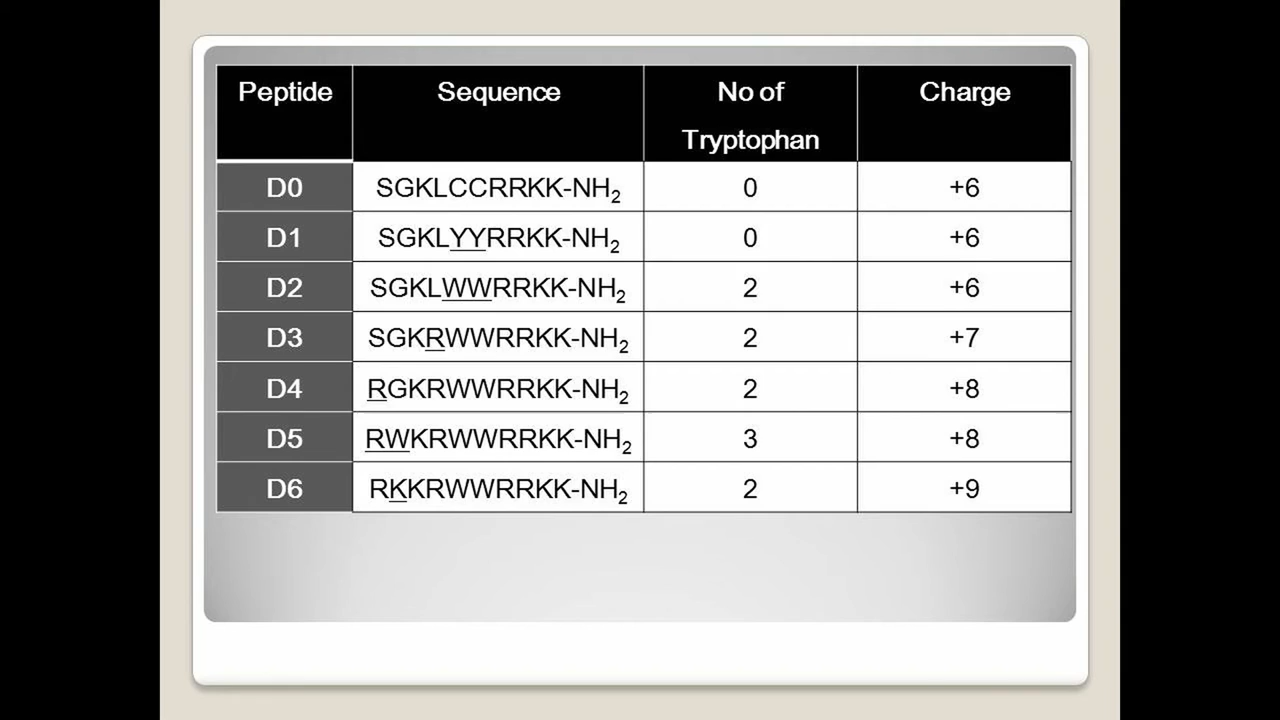 Peptide Sequence No of Tryptophan Charge
D0 SGKLCCRRKK-NH₂ 0 +6
D1 SGKLYYRRKK-NH₂ 0 +6
D2 SGKLWWRRKK-NH₂ 2 +6
D3 SGKRWWRRKK-NH₂ 2 +7
D4 RGKRWWRRKK-NH₂ 2 +8
D5 RWKRWWRRKK-NH₂ 3 +8
D6 RKKRWWRRKK-NH₂ 2 +9